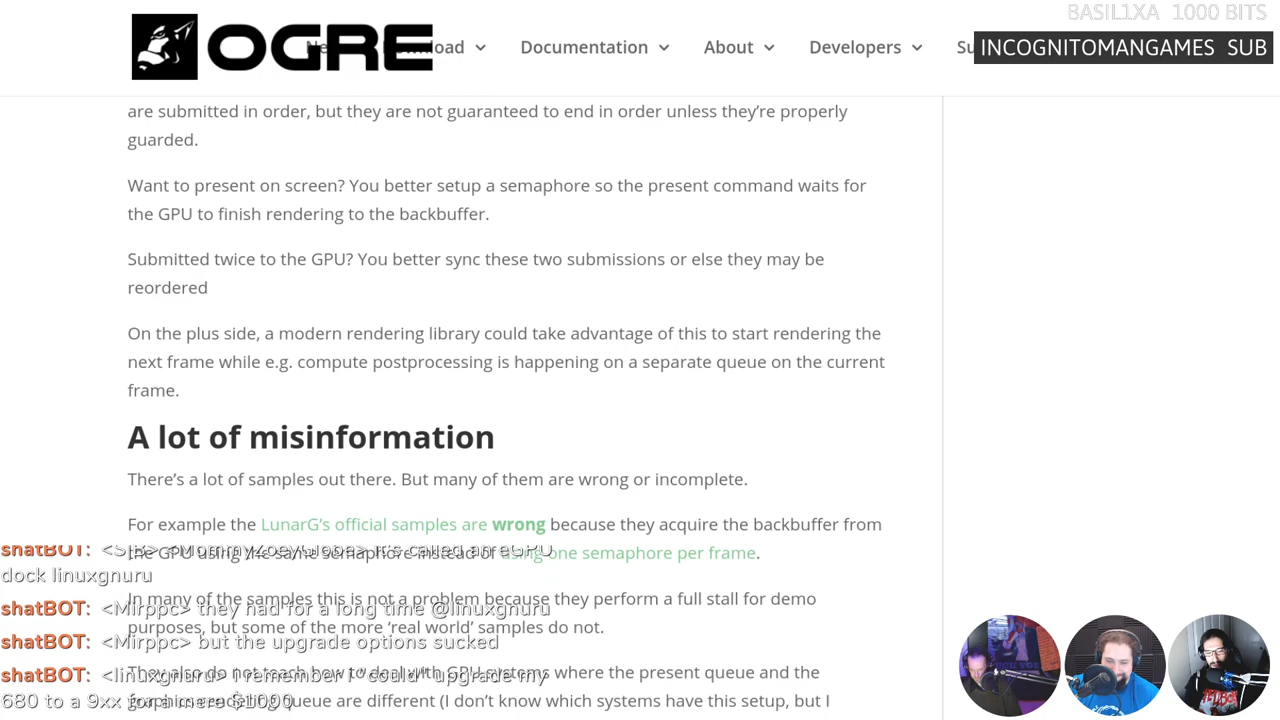 BASIL1XA 1000 BITS
OGRE
Documentation
About
Developers
INCOGNITOMANGAMES SUB
are submitted in order, but they are not guaranteed to end in order unless they're properly
guarded.
Want to present on screen? You better setup a semaphore so the present command waits for
the GPU to finish rendering to the backbuffer.
Submitted twice to the GPU? You better sync these two submissions or else they may be
reordered
On the plus side, a modern rendering library could take advantage of this to start rendering the
next frame while e.g. compute postprocessing is happening on a separate queue on the current
frame.
A lot of misinformation
There's a lot of samples out there. But many of them are wrong or incomplete.
For example the LunarG's official samples are wrong because they acquire the backbuffer from
the GPU using the same semaphore instead of using one semaphore per frame.
In many of the samples this is not a problem because they perform a full stall for demo
purposes, but some of the more 'real world' samples do not.
They also do not teach how to deal with GPU systems where the present queue and the
queue are different (I don't know which systems have this setup, but I
shatBOT:
dock linuxgnuru
shatBOT: <Mirppc> they had for a long time @linuxgnuru
shatBOT: <Mirppc> but the upgrade options sucked
shatBOT: <linuxgnuru> i remember I *could* upgrade my
680 to a 9xx for a mere $1000